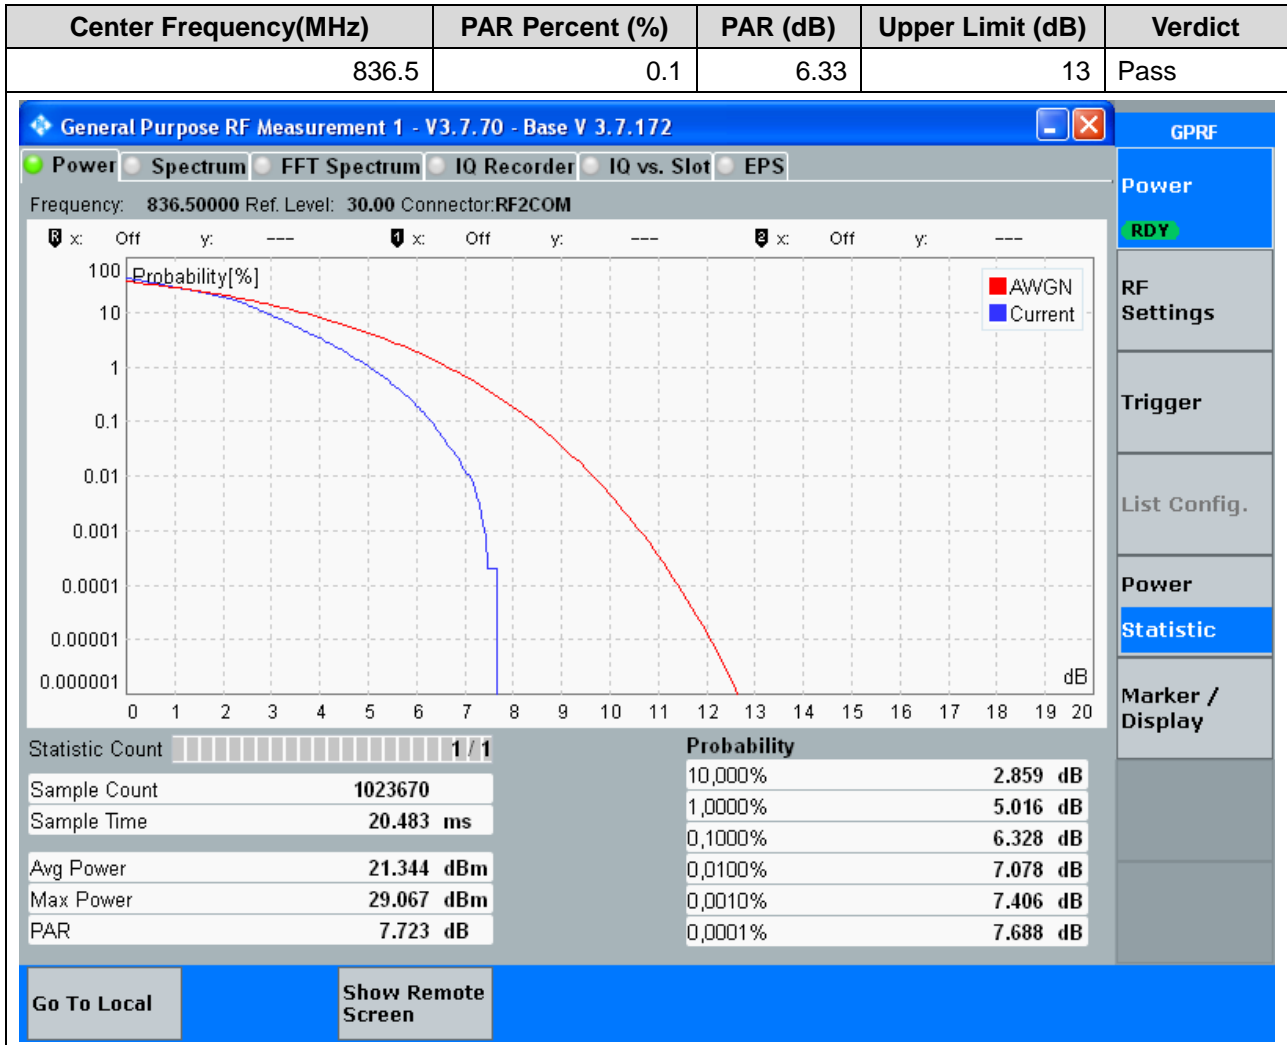 Center Frequency(MHz) PAR Percent (%) PAR (dB) Upper Limit (dB) Verdict
836.5 0.1 6.33 13 Pass
General Purpose RF Measurement 1 - V3.7.70 - Base V 3.7.172
GPRF
Power Spectrum FFT Spectrum IQ Recorder IQ vs. Slot EPS
Frequency: 836.50000 Ref. Level: 30.00 Connector:RF2COM
R x: Off y: --- 1 x: Off y: --- 2 x: Off y: ---
Probability[%]
100
10
1
0.1
0.01
0.001
0.0001
0.00001
0.000001
AWGN
Current
dB
0 1 2 3 4 5 6 7 8 9 10 11 12 13 14 15 16 17 18 19 20
Statistic Count 1 / 1
Sample Count 1023670
Sample Time 20.483 ms
Avg Power 21.344 dBm
Max Power 29.067 dBm
PAR 7.723 dB
Probability
10,000% 2.859 dB
1,0000% 5.016 dB
0,1000% 6.328 dB
0,0100% 7.078 dB
0,0010% 7.406 dB
0,0001% 7.688 dB
Power
RDY
RF
Settings
Trigger
List Config.
Power
Statistic
Marker /
Display
Go To Local
Show Remote
Screen